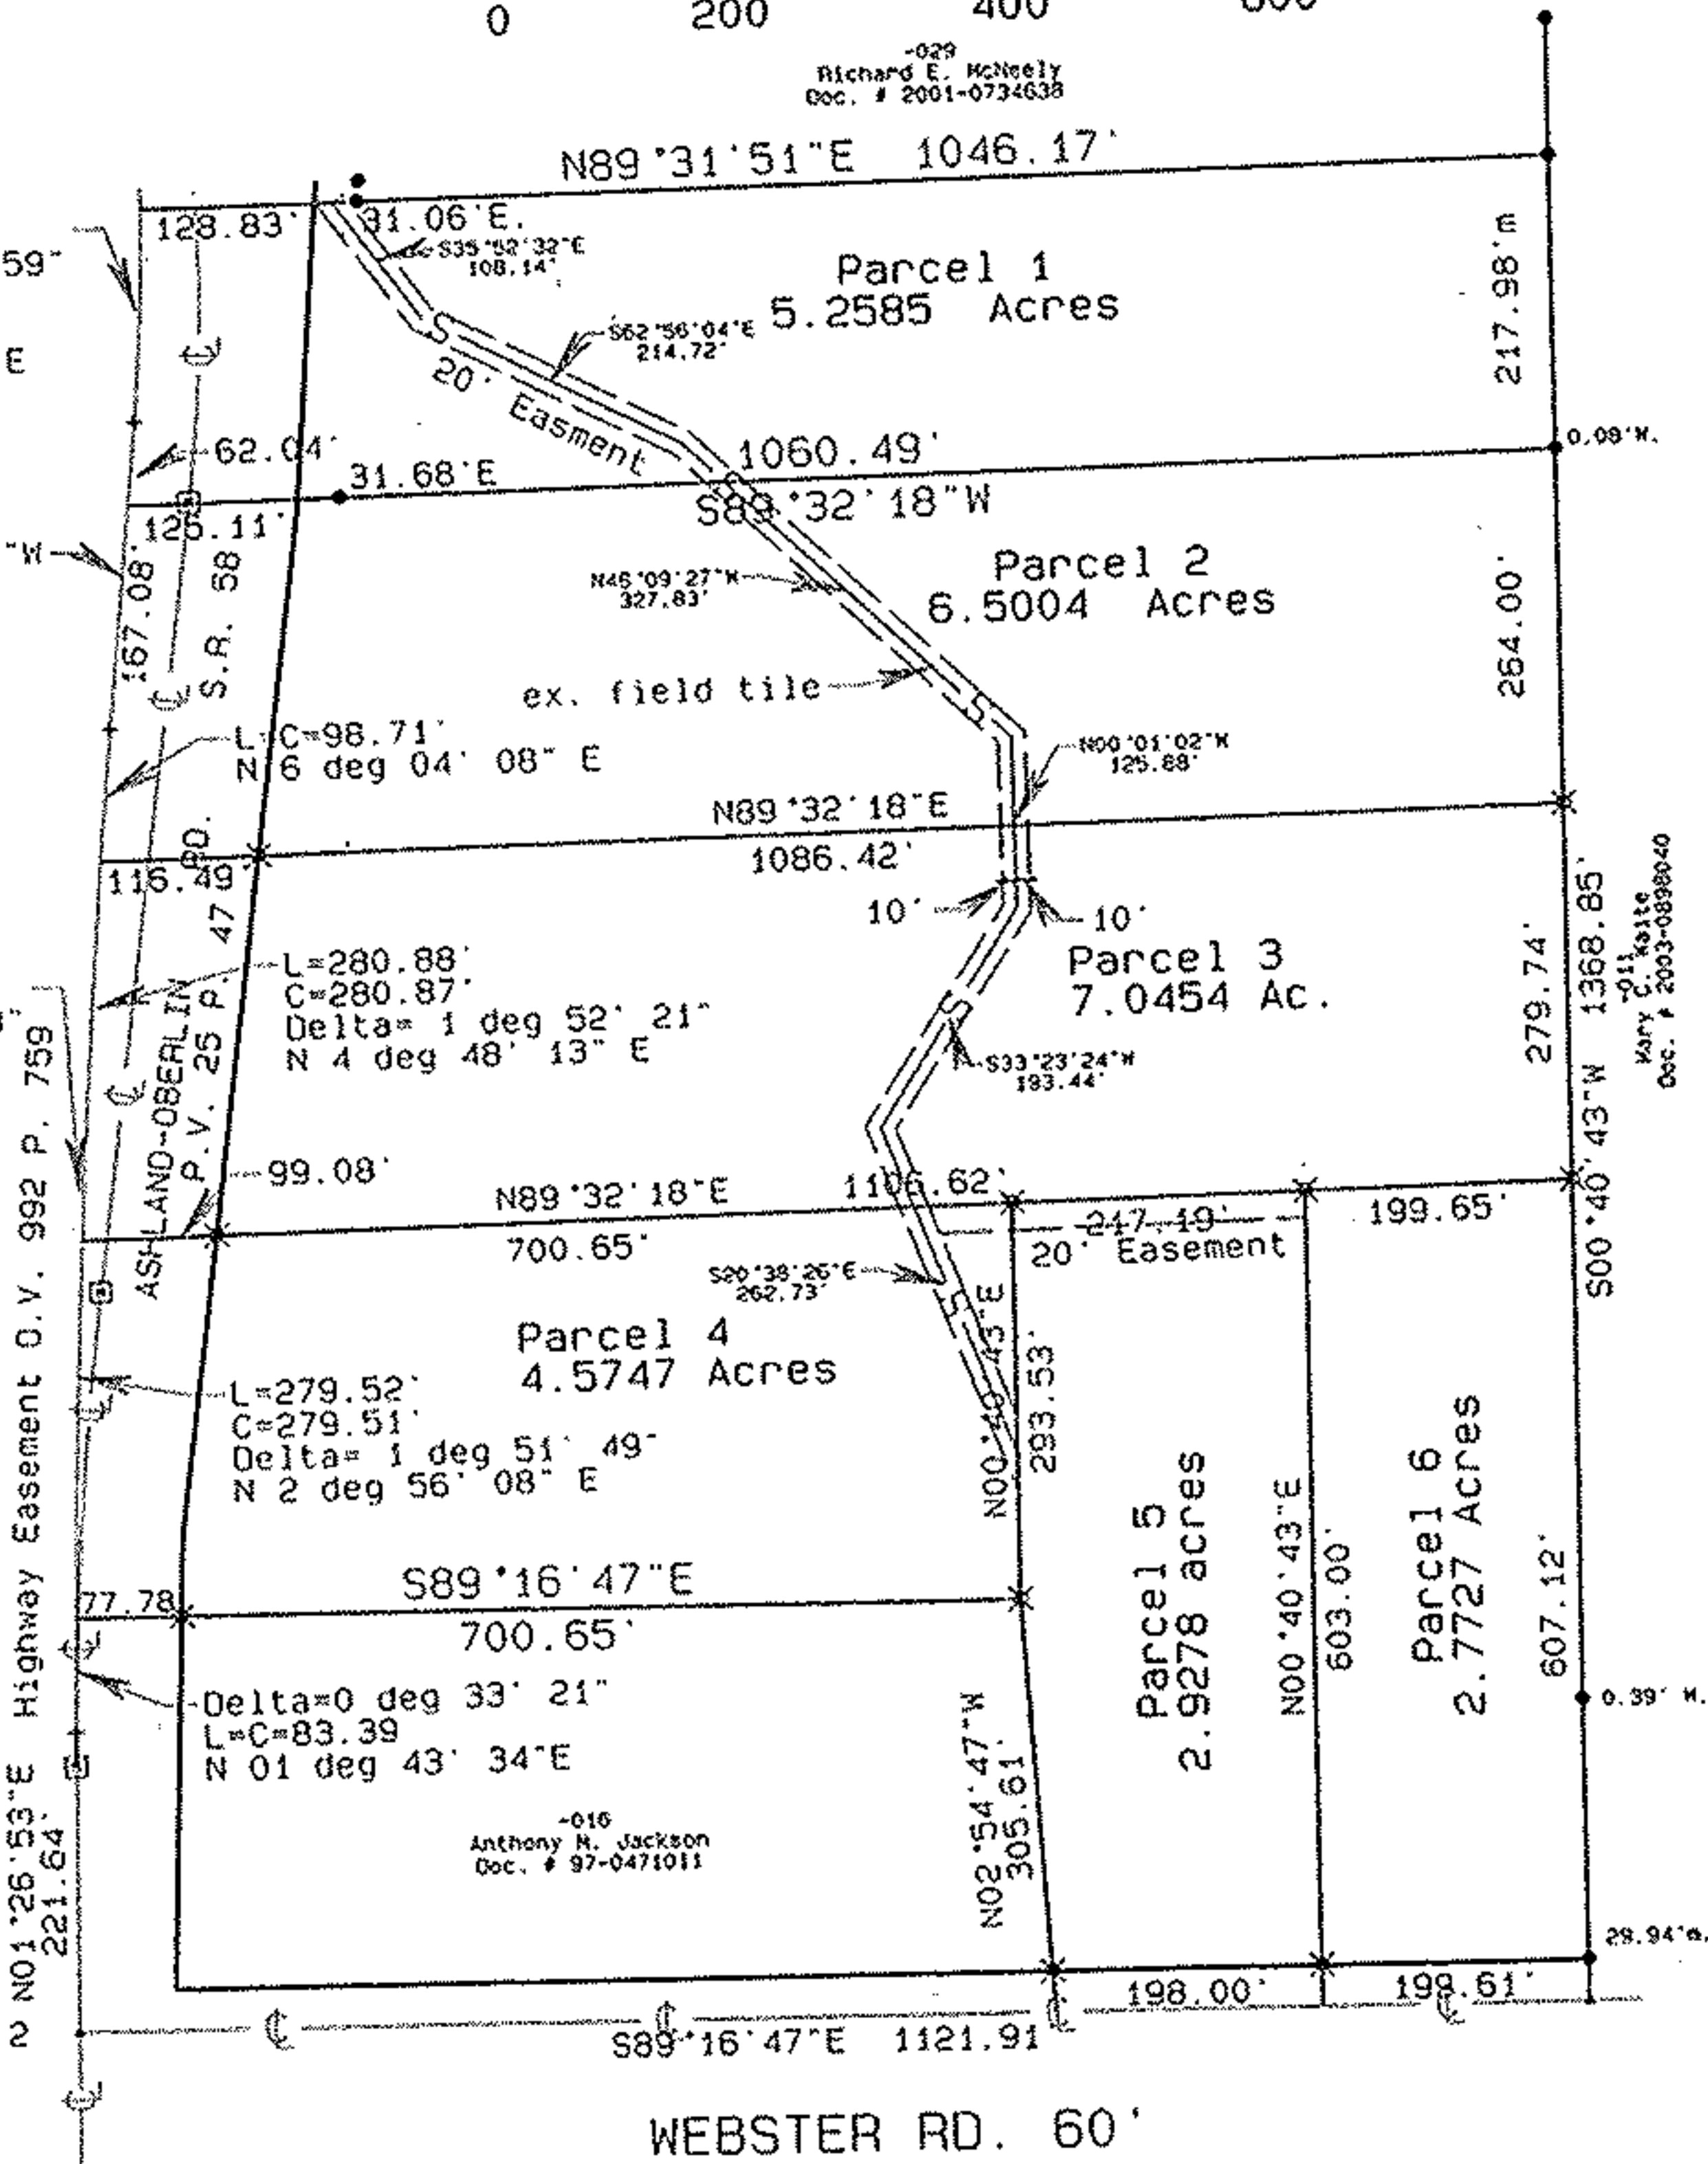 0 200 400
-029
Richard E. McNeely
Doc. # 2001-0734638
N89°31'51"E 1046.17'
128.83'
31.06'E.
59"
S35°52'32"E
108.14'
Parcel 1
5.2585 Acres
217.98'm
E
S62°56'04"E
214.72'
20' Easment
62.04'
1060.49'
0.08'W.
31.68'E
S89°32'18"W
125.11'
"W
167.08'
S.R. 58
Parcel 2
6.5004 Acres
N46°09'27"W
327.83'
264.00'
ex. field tile
L=C=98.71'
N 6 deg 04' 08" E
N00°01'02"W
125.88'
N89°32'18"E
1086.42'
116.49'
10'
10'
ASHLAND-OBERLIN RD.
P.V. 25 P. 47
L=280.88'
C=280.87'
Delta= 1 deg 52' 21"
N 4 deg 48' 13" E
Parcel 3
7.0454 Ac.
279.74'
S00°40'43"W 1368.85'
-011
Mary C. Kaite
Doc. # 2003-0898040
S33°23'24"W
193.44'
Highway Easement O.V. 992 P. 759
99.08'
N89°32'18"E
1106.62'
700.65'
217.19'
199.65'
20' Easement
S20°38'26"E
262.73'
Parcel 4
4.5747 Acres
N00°40'43"E
293.53'
L=279.52'
C=279.51'
Delta= 1 deg 51' 49"
N 2 deg 56' 08" E
Parcel 5
2.9278 acres
N00°40'43"E
603.00'
Parcel 6
2.7727 Acres
607.12'
77.78
S89°16'47"E
700.65'
0.39' W.
Delta=0 deg 33' 21"
L=C=83.39
N 01 deg 43' 34"E
N02°54'47"W
305.61'
-016
Anthony M. Jackson
Doc. # 97-0471011
2 N01°26'53"E
221.64'
198.00'
199.61'
S89°16'47"E 1121.91'
WEBSTER RD. 60'